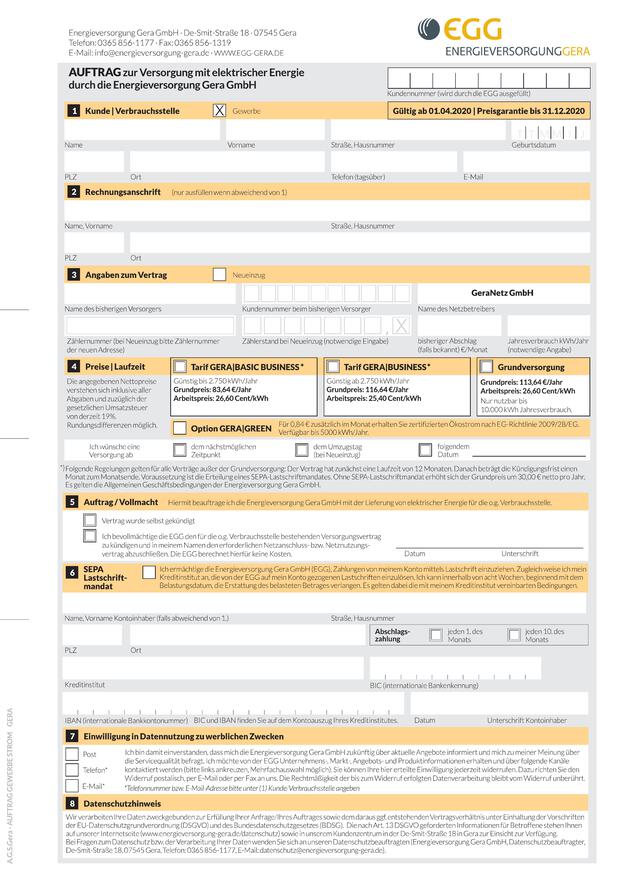 Energieversorgung Gera GmbH · De-Smit-Straße 18 · 07545 Gera
Telefon: 0365 856-1177 · Fax: 0365 856-1319
E-Mail: info@energieversorgung-gera.de · WWW.EGG-GERA.DE
EGG
ENERGIEVERSORGUNGGERA
AUFTRAG zur Versorgung mit elektrischer Energie
durch die Energieversorgung Gera GmbH
Kundennummer (wird durch die EGG ausgefüllt)
1 Kunde | Verbrauchsstelle X Gewerbe Gültig ab 01.04.2020 | Preisgarantie bis 31.12.2020
T T M M J J
Name Vorname Straße, Hausnummer Geburtsdatum
PLZ Ort Telefon (tagsüber) E-Mail
2 Rechnungsanschrift (nur ausfüllen wenn abweichend von 1)
Name, Vorname Straße, Hausnummer
PLZ Ort
3 Angaben zum Vertrag Neueinzug
GeraNetz GmbH
Name des bisherigen Versorgers Kundennummer beim bisherigen Versorger Name des Netzbetreibers
, X
Zählernummer (bei Neueinzug bitte Zählernummer der neuen Adresse) Zählerstand bei Neueinzug (notwendige Eingabe) bisheriger Abschlag (falls bekannt) €/Monat Jahresverbrauch kWh/Jahr (notwendige Angabe)
4 Preise | Laufzeit
Die angegebenen Nettopreise
verstehen sich inklusive aller
Abgaben und zuzüglich der
gesetzlichen Umsatzsteuer
von derzeit 19%.
Rundungsdifferenzen möglich.
Tarif GERA|BASIC BUSINESS*
Günstig bis 2.750 kWh/Jahr
Grundpreis: 83,64 €/Jahr
Arbeitspreis: 26,60 Cent/kWh
Tarif GERA|BUSINESS*
Günstig ab 2.750 kWh/Jahr
Grundpreis: 116,64 €/Jahr
Arbeitspreis: 25,40 Cent/kWh
Grundversorgung
Grundpreis: 113,64 €/Jahr
Arbeitspreis: 26,60 Cent/kWh
Nur nutzbar bis
10.000 kWh Jahresverbrauch.
Option GERA|GREEN
Für 0,84 € zusätzlich im Monat erhalten Sie zertifizierten Ökostrom nach EG-Richtlinie 2009/28/EG.
Verfügbar bis 5000 kWh/Jahr.
Ich wünsche eine
Versorgung ab
dem nächstmöglichen
Zeitpunkt
dem Umzugstag
(bei Neueinzug)
folgendem
Datum
*) Folgende Regelungen gelten für alle Verträge außer der Grundversorgung: Der Vertrag hat zunächst eine Laufzeit von 12 Monaten. Danach beträgt die Kündigungsfrist einen
Monat zum Monatsende. Voraussetzung ist die Erteilung eines SEPA-Lastschriftmandates. Ohne SEPA-Lastschriftmandat erhöht sich der Grundpreis um 30,00 € netto pro Jahr.
Es gelten die Allgemeinen Geschäftsbedingungen der Energieversorgung Gera GmbH.
5 Auftrag / Vollmacht Hiermit beauftrage ich die Energieversorgung Gera GmbH mit der Lieferung von elektrischer Energie für die o.g. Verbrauchsstelle.
Vertrag wurde selbst gekündigt
Ich bevollmächtige die EGG den für die o.g. Verbrauchsstelle bestehenden Versorgungsvertrag
zu kündigen und in meinem Namen den erforderlichen Netzanschluss- bzw. Netznutzungs-
vertrag abzuschließen. Die EGG berechnet hierfür keine Kosten.
Datum Unterschrift
6 SEPA
Lastschrift-
mandat
Ich ermächtige die Energieversorgung Gera GmbH (EGG), Zahlungen von meinem Konto mittels Lastschrift einzuziehen. Zugleich weise ich mein
Kreditinstitut an, die von der EGG auf mein Konto gezogenen Lastschriften einzulösen. Ich kann innerhalb von acht Wochen, beginnend mit dem
Belastungsdatum, die Erstattung des belasteten Betrages verlangen. Es gelten dabei die mit meinem Kreditinstitut vereinbarten Bedingungen.
Name, Vorname Kontoinhaber (falls abweichend von 1.) Straße, Hausnummer
Abschlags-
zahlung
jeden 1. des
Monats
jeden 10. des
Monats
PLZ Ort
Kreditinstitut BIC (internationale Bankenkennung)
IBAN (internationale Bankkontonummer) BIC und IBAN finden Sie auf dem Kontoauszug Ihres Kreditinstitutes. Datum Unterschrift Kontoinhaber
7 Einwilligung in Datennutzung zu werblichen Zwecken
Post
Telefon*
E-Mail*
Ich bin damit einverstanden, dass mich die Energieversorgung Gera GmbH zukünftig über aktuelle Angebote informiert und mich zu meiner Meinung über
die Servicequalität befragt, ich möchte von der EGG Unternehmens-, Markt-, Angebots- und Produktinformationen erhalten und über folgende Kanäle
kontaktiert werden (bitte links ankreuzen, Mehrfachauswahl möglich). Sie können Ihre hier erteilte Einwilligung jederzeit widerrufen. Dazu richten Sie den
Widerruf postalisch, per E-Mail oder per Fax an uns. Die Rechtmäßigkeit der bis zum Widerruf erfolgten Datenverarbeitung bleibt vom Widerruf unberührt.
*Telefonnummer bzw. E-Mail Adresse bitte unter (1) Kunde Verbrauchsstelle angeben
8 Datenschutzhinweis
Wir verarbeiten Ihre Daten zweckgebunden zur Erfüllung Ihrer Anfrage/Ihres Auftrages sowie dem daraus ggf. entstehenden Vertragsverhältnis unter Einhaltung der Vorschriften
der EU-Datenschutzgrundverordnung (DSGVO) und des Bundesdatenschutzgesetzes (BDSG). Die nach Art. 13 DSGVO geforderten Informationen für Betroffene stehen Ihnen
auf unserer Internetseite (www.energieversorgung-gera.de/datenschutz) sowie in unserem Kundenzentrum in der De-Smit-Straße 18 in Gera zur Einsicht zur Verfügung.
Bei Fragen zum Datenschutz bzw. der Verarbeitung Ihrer Daten wenden Sie sich an unseren Datenschutzbeauftragten (Energieversorgung Gera GmbH, Datenschutzbeauftragter,
De-Smit-Straße 18, 07545 Gera, Telefon: 0365 856-1177, E-Mail: datenschutz@energieversorgung-gera.de).
A.G.S.Gera - AUFTRAG GEWERBE STROM GERA